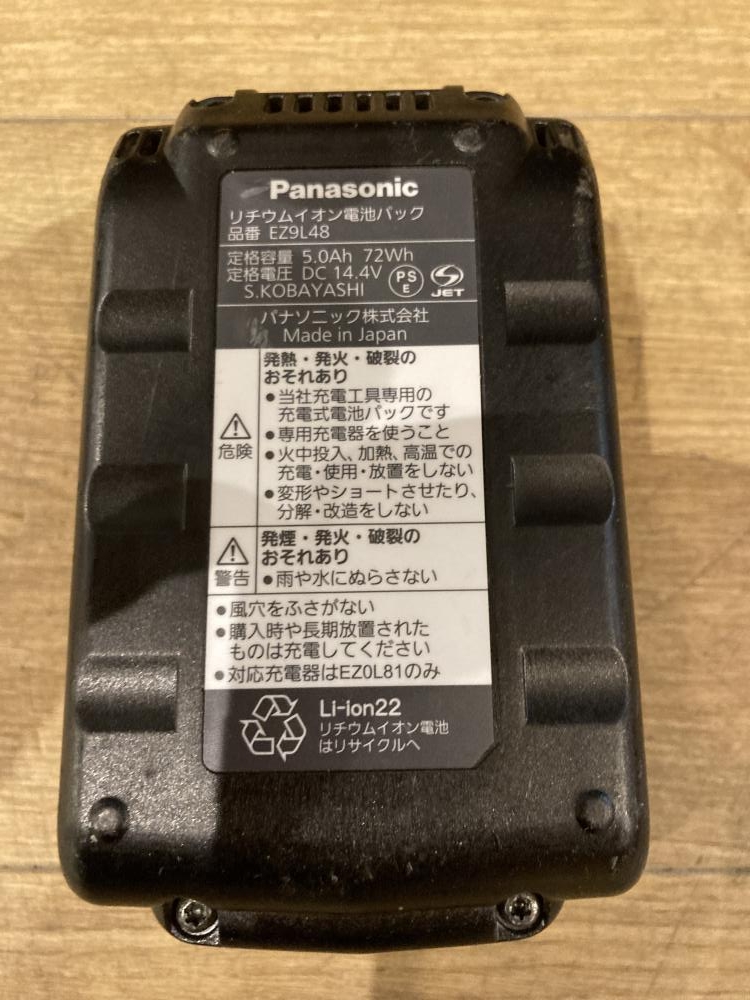 Panasonic
リチウムイオン電池パック
品番 EZ9L48
定格容量 5.0Ah 72Wh
定格電圧 DC 14.4V
S.KOBAYASHI
PS
E
JET
パナソニック株式会社
Made in Japan
危険
発熱・発火・破裂の
おそれあり
●当社充電工具専用の
充電式電池パックです
●専用充電器を使うこと
●火中投入、加熱、高温での
充電・使用・放置をしない
●変形やショートさせたり、
分解・改造をしない
警告
発煙・発火・破裂の
おそれあり
●雨や水にぬらさない
●風穴をふさがない
●購入時や長期放置された
ものは充電してください
●対応充電器はEZ0L81のみ
Li-ion22
リチウムイオン電池
はリサイクルへ